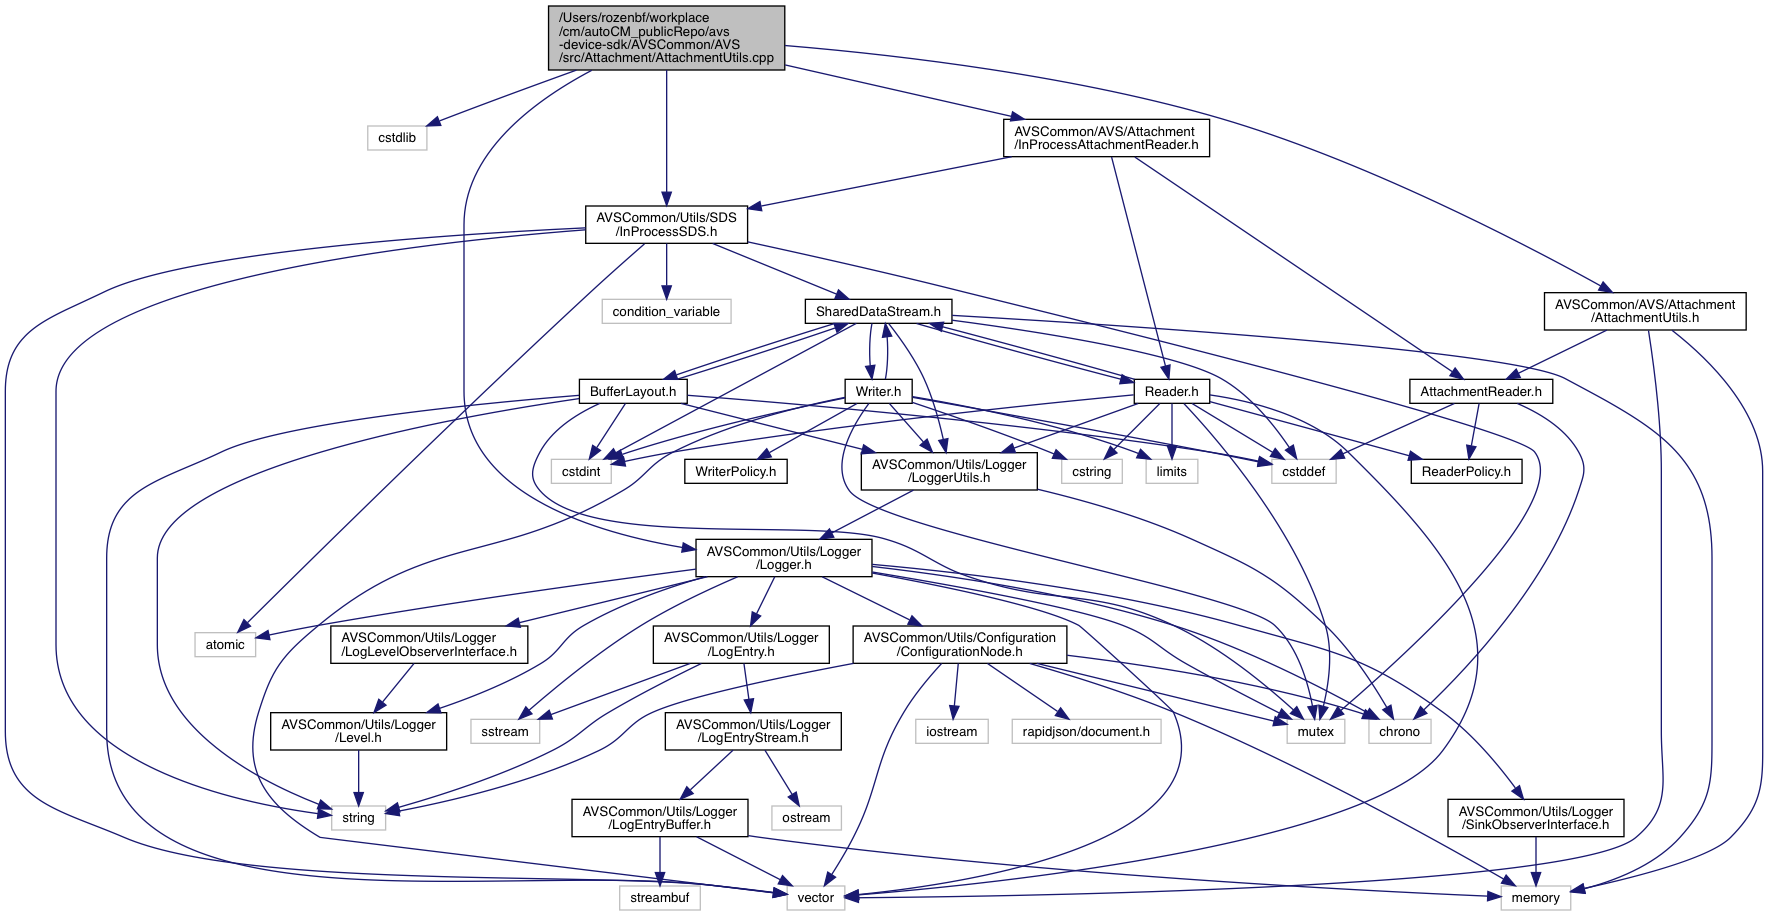 /Users/rozenbf/workplace
/cm/autoCM_publicRepo/avs
-device-sdk/AVSCommon/AVS
/src/Attachment/AttachmentUtils.cpp
cstdlib
AVSCommon/AVS/Attachment
/InProcessAttachmentReader.h
AVSCommon/Utils/SDS
/InProcessSDS.h
condition_variable
SharedDataStream.h
AVSCommon/AVS/Attachment
/AttachmentUtils.h
BufferLayout.h
Writer.h
Reader.h
AttachmentReader.h
cstdint
WriterPolicy.h
AVSCommon/Utils/Logger
/LoggerUtils.h
cstring
limits
cstddef
ReaderPolicy.h
AVSCommon/Utils/Logger
/Logger.h
atomic
AVSCommon/Utils/Logger
/LogLevelObserverInterface.h
AVSCommon/Utils/Logger
/LogEntry.h
AVSCommon/Utils/Configuration
/ConfigurationNode.h
AVSCommon/Utils/Logger
/Level.h
sstream
AVSCommon/Utils/Logger
/LogEntryStream.h
iostream
rapidjson/document.h
mutex
chrono
string
AVSCommon/Utils/Logger
/LogEntryBuffer.h
ostream
AVSCommon/Utils/Logger
/SinkObserverInterface.h
streambuf
vector
memory